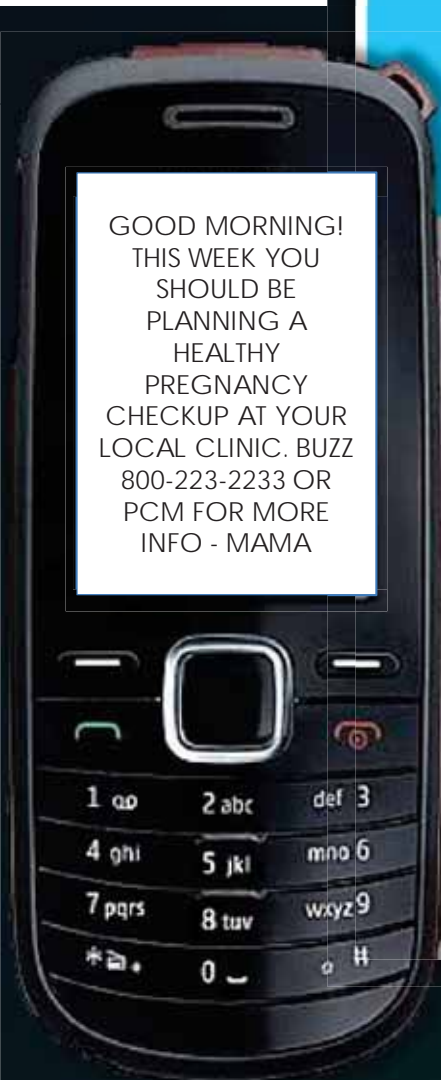 GOOD MORNING!
THIS WEEK YOU
SHOULD BE
PLANNING A
HEALTHY
PREGNANCY
CHECKUP AT YOUR
LOCAL CLINIC. BUZZ
800-223-2233 OR
PCM FOR MORE
INFO - MAMA
1 2 abc def 3
4 ghi 5 jkl mno 6
7 pqrs 8 tuv wxyz 9
* 0 #